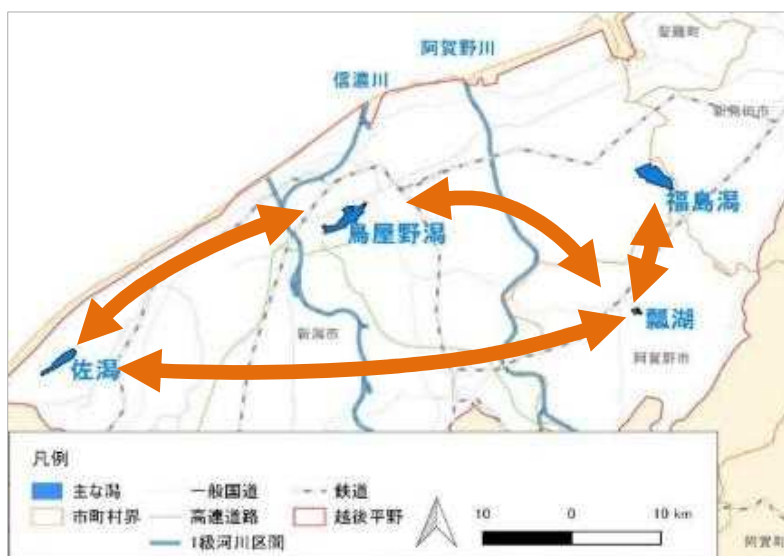 聖籠町
阿賀野川
信濃川
新発田市
福島潟
鳥屋野潟
瓢湖
新潟市
佐潟
阿賀野市
凡例
主な潟 一般国道 鉄道
市町村界 高速道路 越後平野
1級河川区間
10 0 10 km
阿賀町